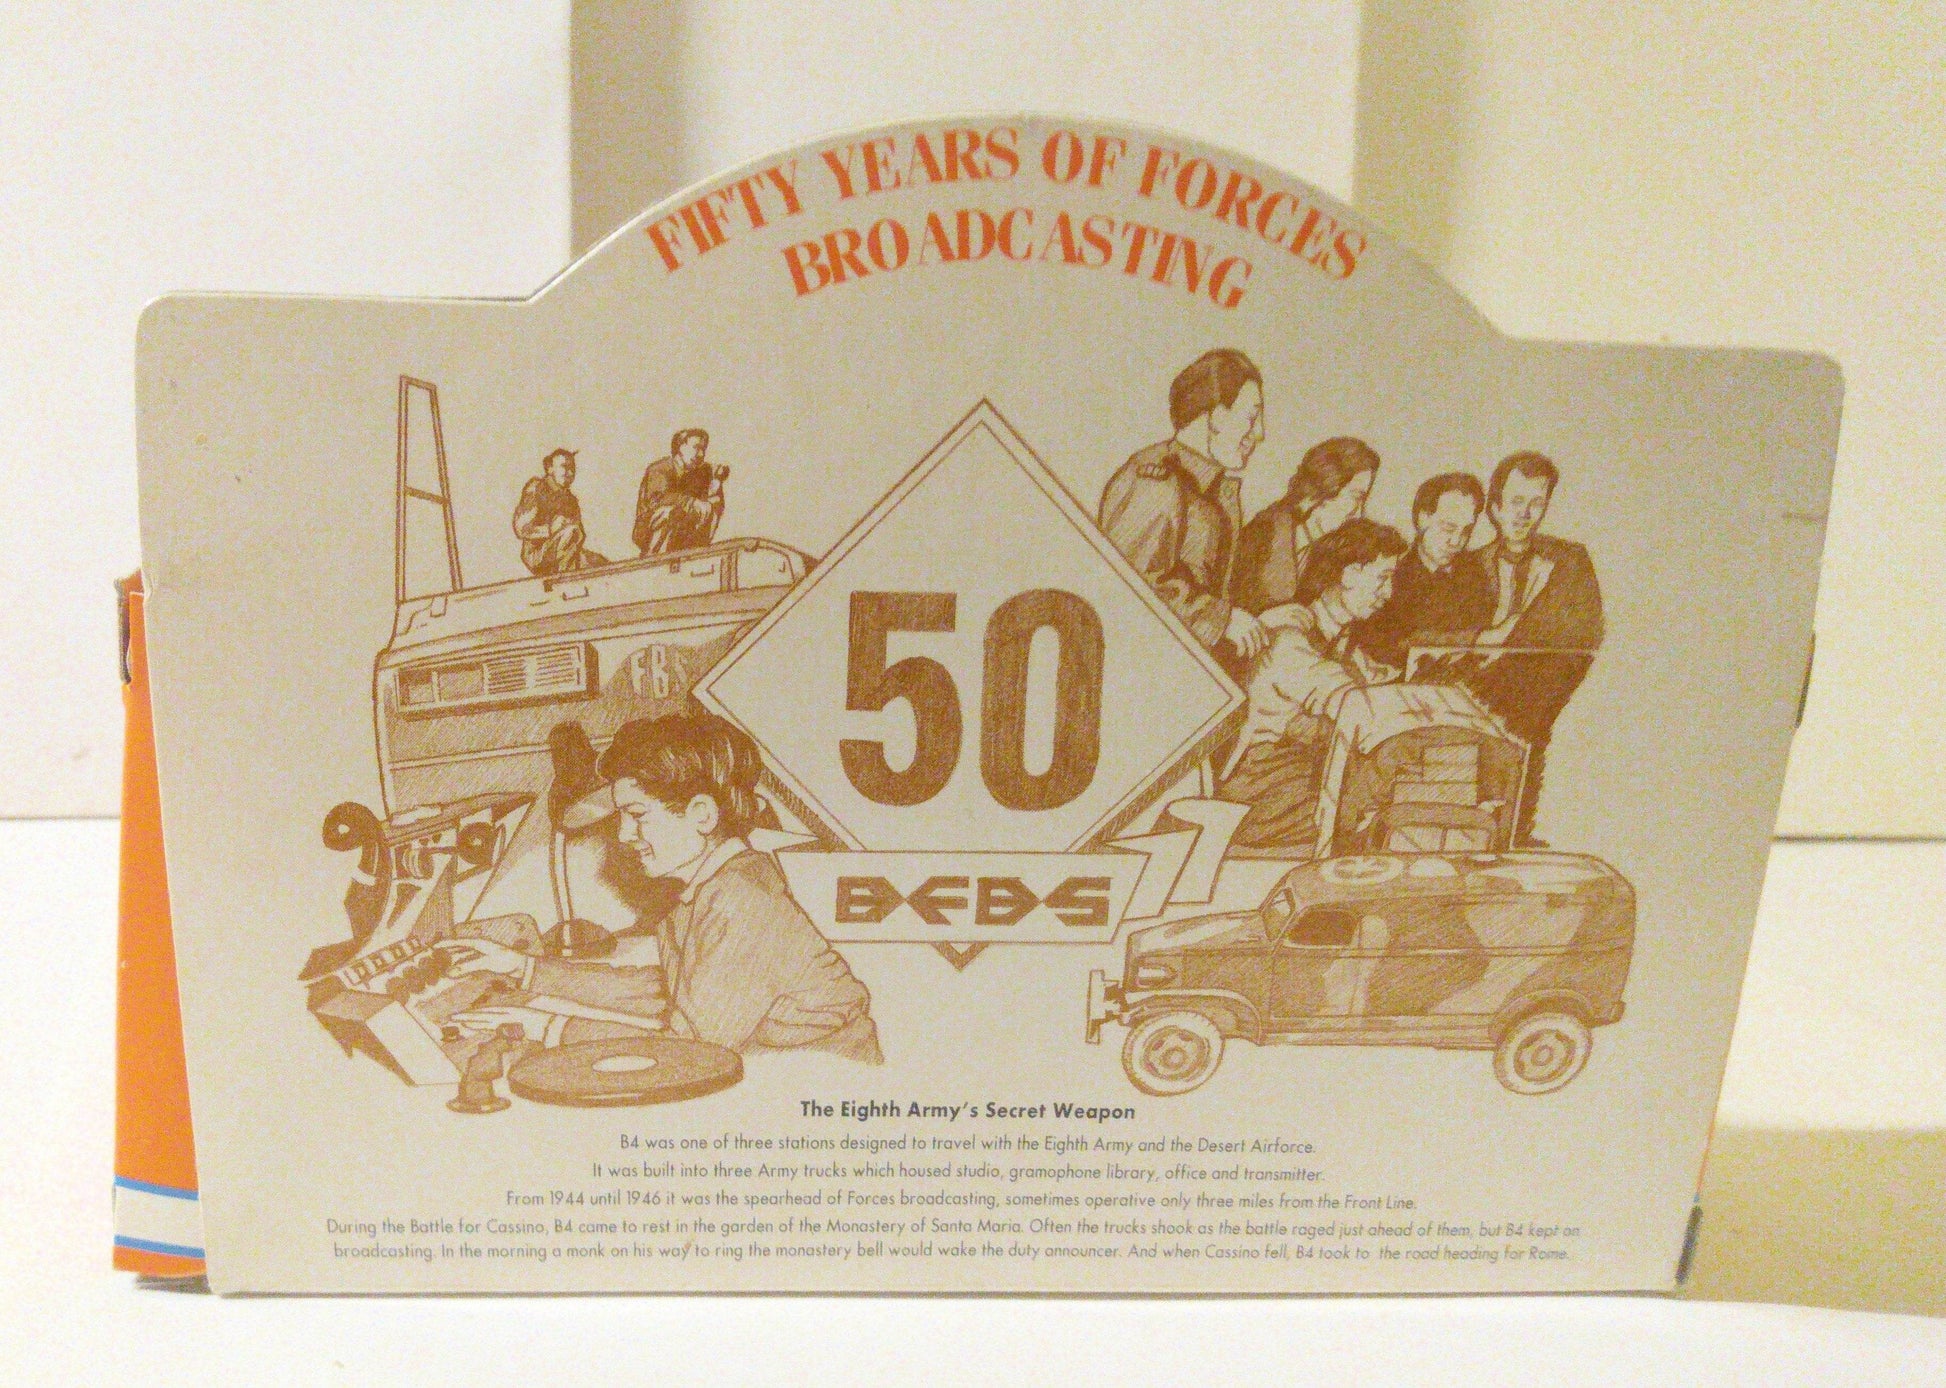 FIFTY YEARS OF FORCES
BROADCASTING
FBS
50
BFBS
The Eighth Army's Secret Weapon
B4 was one of three stations designed to travel with the Eighth Army and the Desert Airforce.
It was built into three Army trucks which housed studio, gramophone library, office and transmitter.
From 1944 until 1946 it was the spearhead of Forces broadcasting, sometimes operative only three miles from the Front Line.
During the Battle for Cassino, B4 came to rest in the garden of the Monastery of Santa Maria. Often the trucks shook as the battle raged just ahead of them, but B4 kept on
broadcasting. In the morning a monk on his way to ring the monastery bell would wake the duty announcer. And when Cassino fell, B4 took to the road heading for Rome.